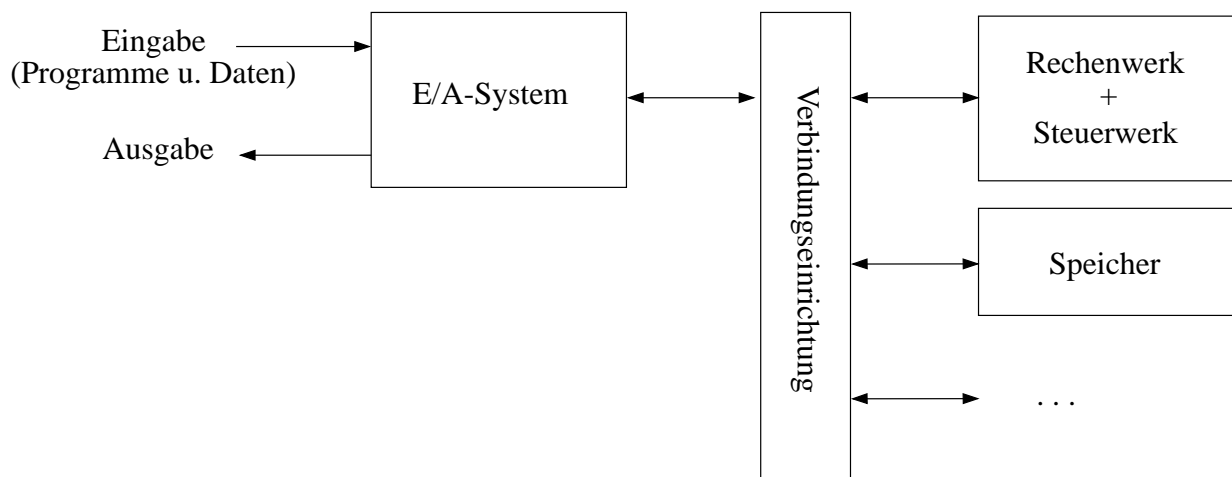 Eingabe
(Programme u. Daten)
Ausgabe
E/A-System
Verbindungseinrichtung
Rechenwerk
+
Steuerwerk
Speicher
. . .